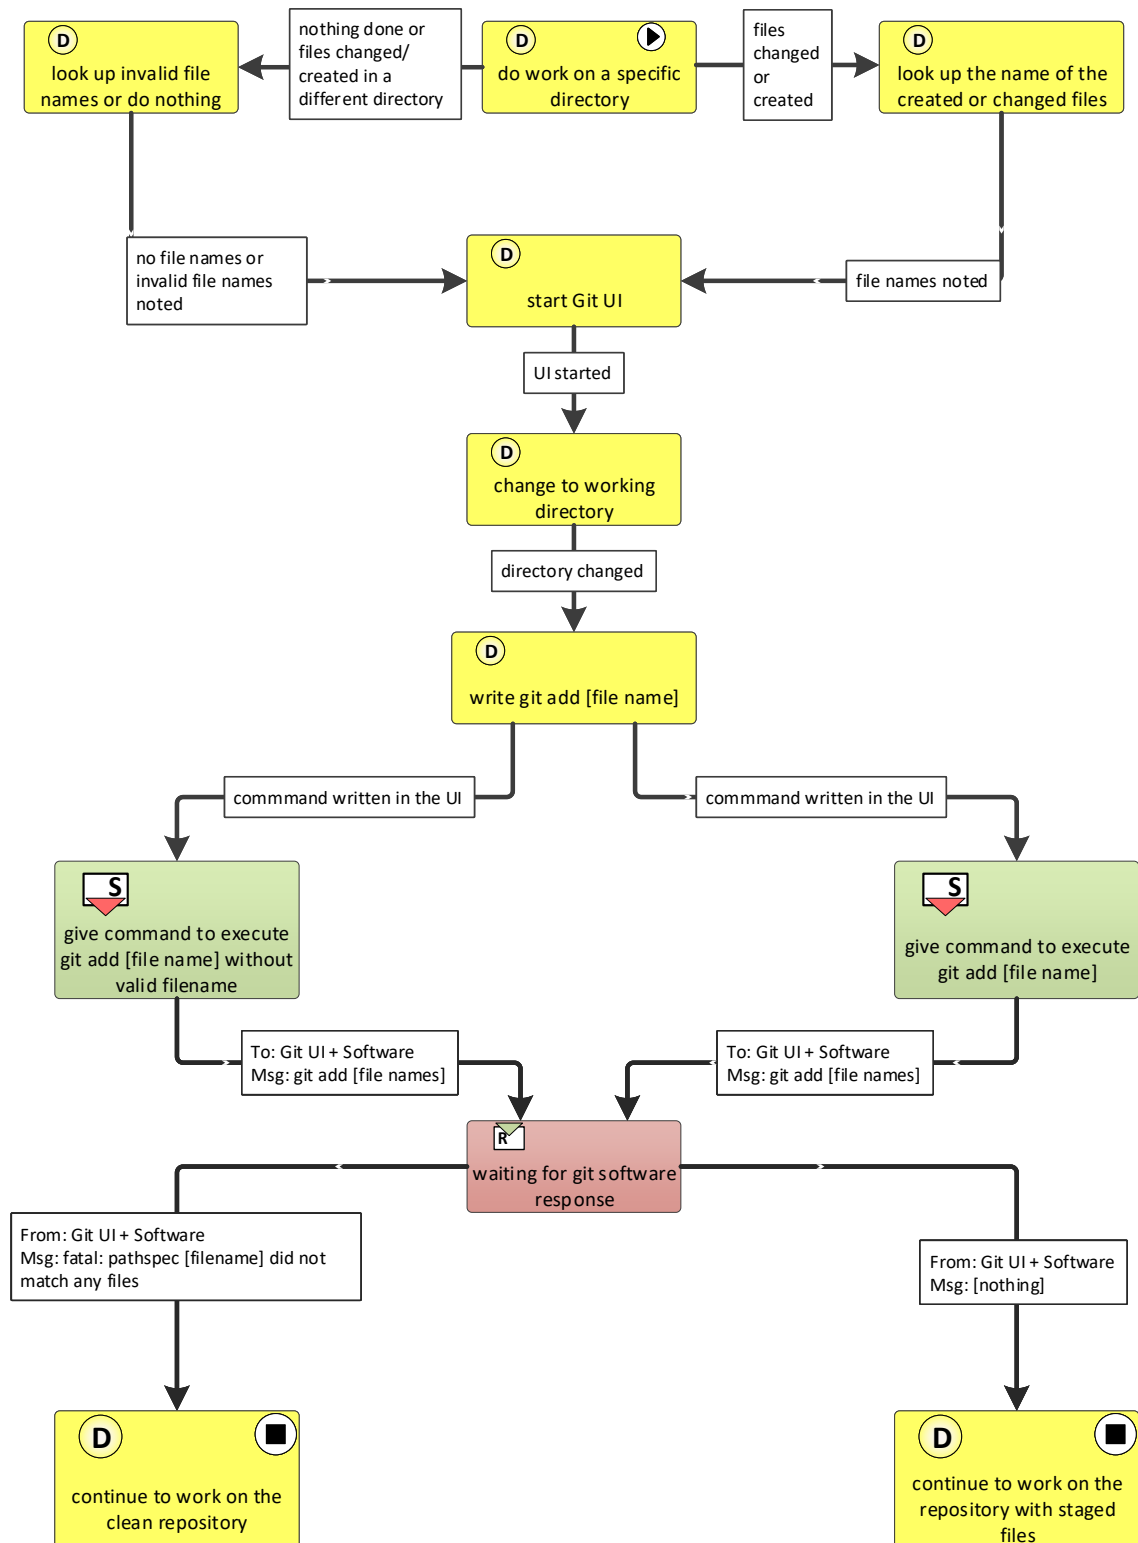 D
look up invalid file
names or do nothing
nothing done or
files changed/
created in a
different directory
D
do work on a specific
directory
files
changed
or
created
D
look up the name of the
created or changed files
no file names or
invalid file names
noted
D
start Git UI
file names noted
UI started
D
change to working
directory
directory changed
D
write git add [file name]
commmand written in the UI
commmand written in the UI
S
give command to execute
git add [file name] without
valid filename
S
give command to execute
git add [file name]
To: Git UI + Software
Msg: git add [file names]
To: Git UI + Software
Msg: git add [file names]
R
waiting for git software
response
From: Git UI + Software
Msg: fatal: pathspec [filename] did not
match any files
From: Git UI + Software
Msg: [nothing]
D
continue to work on the
clean repository
D
continue to work on the
repository with staged
files